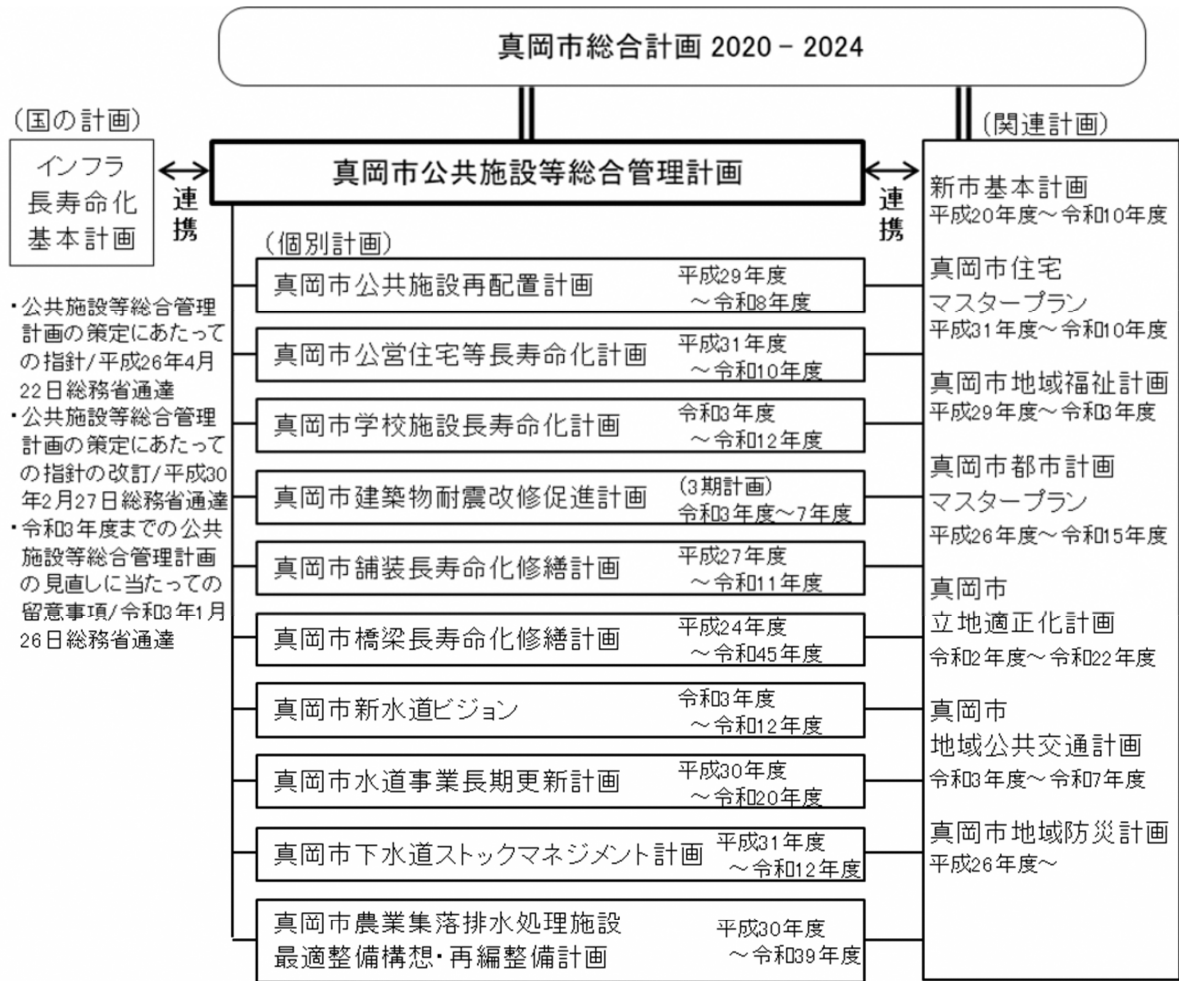 真岡市総合計画 2020 - 2024
(国の計画)
インフラ
長寿命化
基本計画
連携
真岡市公共施設等総合管理計画
連携
(関連計画)
・公共施設等総合管理
計画の策定にあたって
の指針/平成26年4月
22日総務省通達
・公共施設等総合管理
計画の策定にあたって
の指針の改訂/平成30
年2月27日総務省通達
・令和3年度までの公共
施設等総合管理計画
の見直しに当たっての
留意事項/令和3年1月
26日総務省通達
(個別計画)
真岡市公共施設再配置計画
平成29年度
～令和8年度
真岡市公営住宅等長寿命化計画
平成31年度
～令和10年度
真岡市学校施設長寿命化計画
令和3年度
～令和12年度
真岡市建築物耐震改修促進計画
(3期計画)
令和3年度～7年度
真岡市舗装長寿命化修繕計画
平成27年度
～令和11年度
真岡市橋梁長寿命化修繕計画
平成24年度
～令和45年度
真岡市新水道ビジョン
令和3年度
～令和12年度
真岡市水道事業長期更新計画
平成30年度
～令和20年度
真岡市下水道ストックマネジメント計画
平成31年度
～令和12年度
真岡市農業集落排水処理施設
最適整備構想・再編整備計画
平成30年度
～令和39年度
新市基本計画
平成20年度～令和10年度
真岡市住宅
マスタープラン
平成31年度～令和10年度
真岡市地域福祉計画
平成29年度～令和3年度
真岡市都市計画
マスタープラン
平成26年度～令和15年度
真岡市
立地適正化計画
令和2年度～令和22年度
真岡市
地域公共交通計画
令和3年度～令和7年度
真岡市地域防災計画
平成26年度～